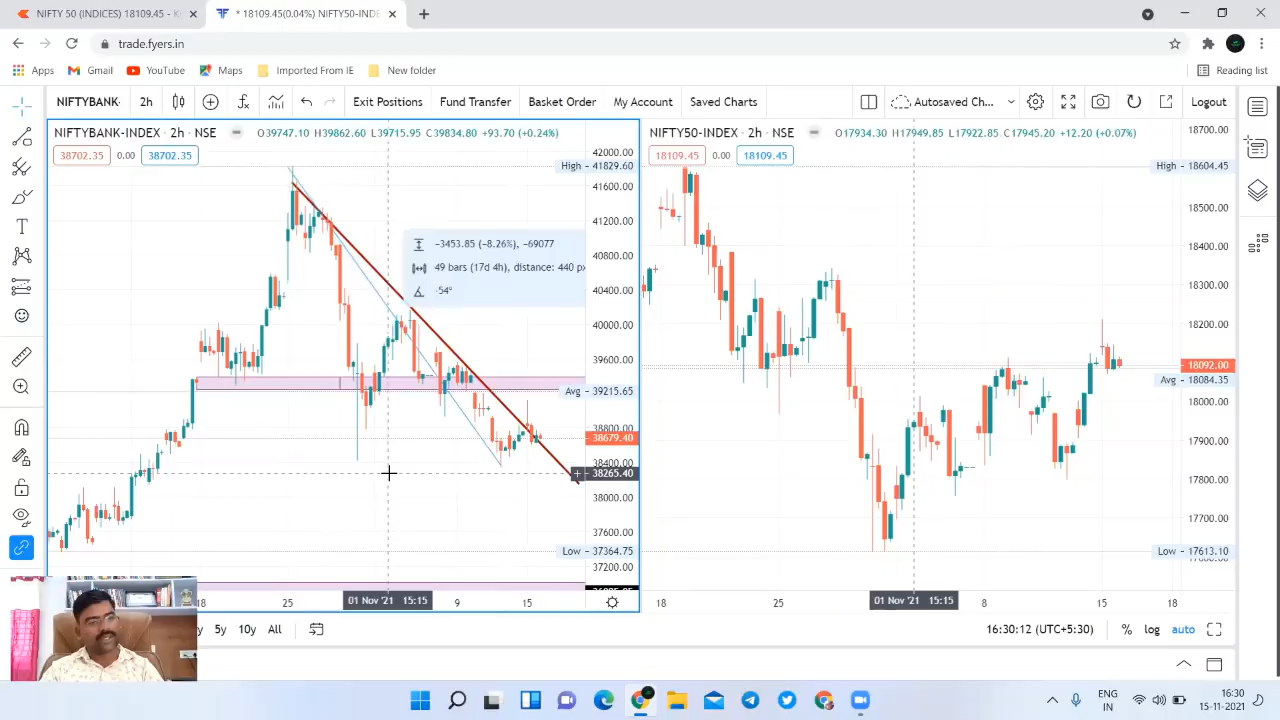 NIFTY 50 (INDICES) 18109.45 - K
* 18109.45(0.04%) NIFTY50-INDE
trade.fyers.in
Apps Gmail YouTube Maps Imported From IE New folder Reading list
NIFTYBANK- 2h Exit Positions Fund Transfer Basket Order My Account Saved Charts Autosaved Ch... Logout
NIFTYBANK-INDEX · 2h · NSE O39747.10 H39862.60 L39715.95 C39834.80 +93.70 (+0.24%)
38702.35 0.00 38702.35
42000.00
High - 41829.60
41600.00
41200.00
40800.00
40400.00
40000.00
39600.00
Avg - 39215.65
38800.00
38679.40
38400.00
38265.40
38000.00
37600.00
Low - 37364.75
37200.00
-3453.85 (-8.26%), -69077
49 bars (17d 4h), distance: 440 px
-54°
18 25 01 Nov '21 15:15 9 15
NIFTY50-INDEX · 2h · NSE O17934.30 H17949.85 L17922.85 C17945.20 +12.20 (+0.07%)
18109.45 0.00 18109.45
18700.00
High - 18604.45
18500.00
18400.00
18300.00
18200.00
18092.00
Avg - 18084.35
18000.00
17900.00
17800.00
17700.00
Low - 17613.10
18 25 01 Nov '21 15:15 8 15 18
5y 10y All
16:30:12 (UTC+5:30) % log auto
ENG
IN
16:30
15-11-2021